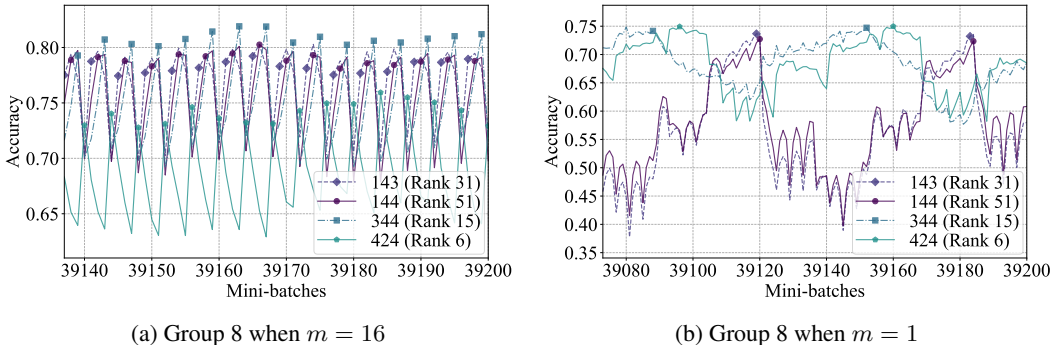 Accuracy
0.80
0.75
0.70
0.65
143 (Rank 31)
144 (Rank 51)
344 (Rank 15)
424 (Rank 6)
39140 39150 39160 39170 39180 39190 39200
Mini-batches
(a) Group 8 when m = 16
Accuracy
0.75
0.70
0.65
0.60
0.55
0.50
0.45
0.40
0.35
143 (Rank 31)
144 (Rank 51)
344 (Rank 15)
424 (Rank 6)
39080 39100 39120 39140 39160 39180 39200
Mini-batches
(b) Group 8 when m = 1